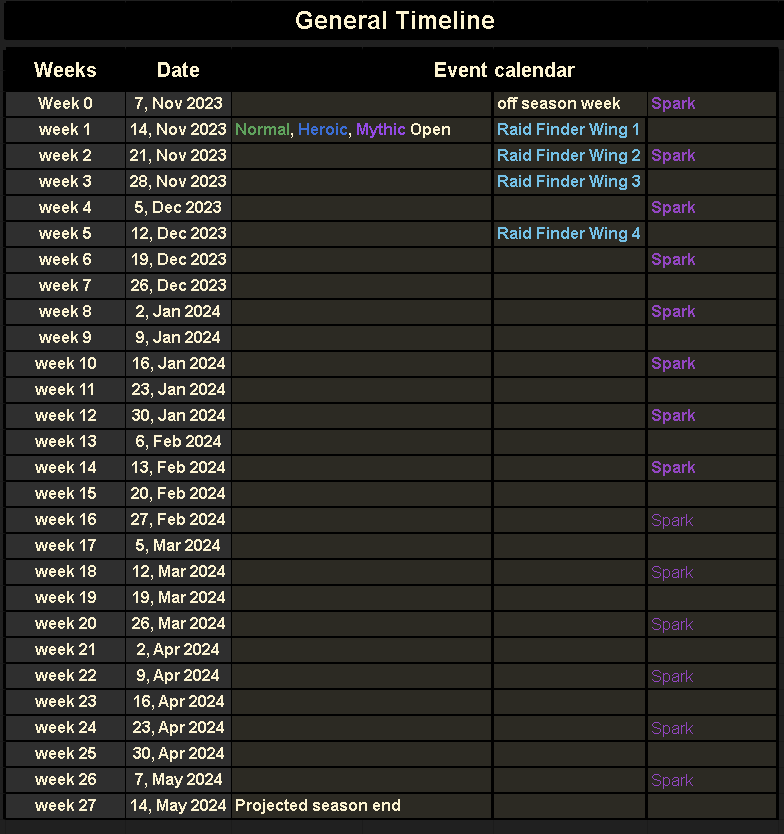 General Timeline
Weeks Date Event calendar
Week 0 7, Nov 2023 off season week Spark
week 1 14, Nov 2023 Normal, Heroic, Mythic Open Raid Finder Wing 1
week 2 21, Nov 2023 Raid Finder Wing 2 Spark
week 3 28, Nov 2023 Raid Finder Wing 3
week 4 5, Dec 2023 Spark
week 5 12, Dec 2023 Raid Finder Wing 4
week 6 19, Dec 2023 Spark
week 7 26, Dec 2023
week 8 2, Jan 2024 Spark
week 9 9, Jan 2024
week 10 16, Jan 2024 Spark
week 11 23, Jan 2024
week 12 30, Jan 2024 Spark
week 13 6, Feb 2024
week 14 13, Feb 2024 Spark
week 15 20, Feb 2024
week 16 27, Feb 2024 Spark
week 17 5, Mar 2024
week 18 12, Mar 2024 Spark
week 19 19, Mar 2024
week 20 26, Mar 2024 Spark
week 21 2, Apr 2024
week 22 9, Apr 2024 Spark
week 23 16, Apr 2024
week 24 23, Apr 2024 Spark
week 25 30, Apr 2024
week 26 7, May 2024 Spark
week 27 14, May 2024 Projected season end